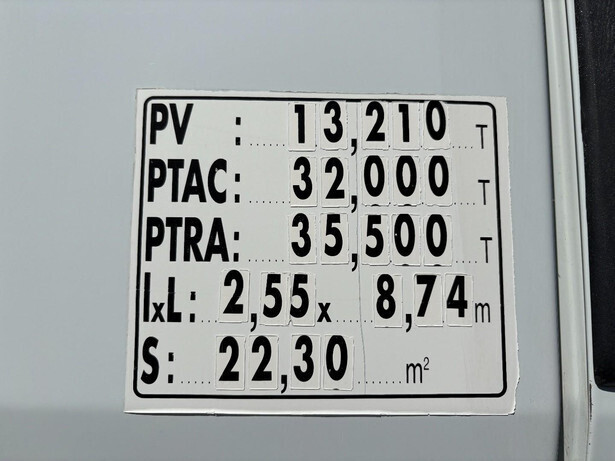 PV : 13,210 T
PTAC: 32,000 T
PTRA: 35,500 T
lxL: 2,55 x 8,74 m
S: 22,30 m²